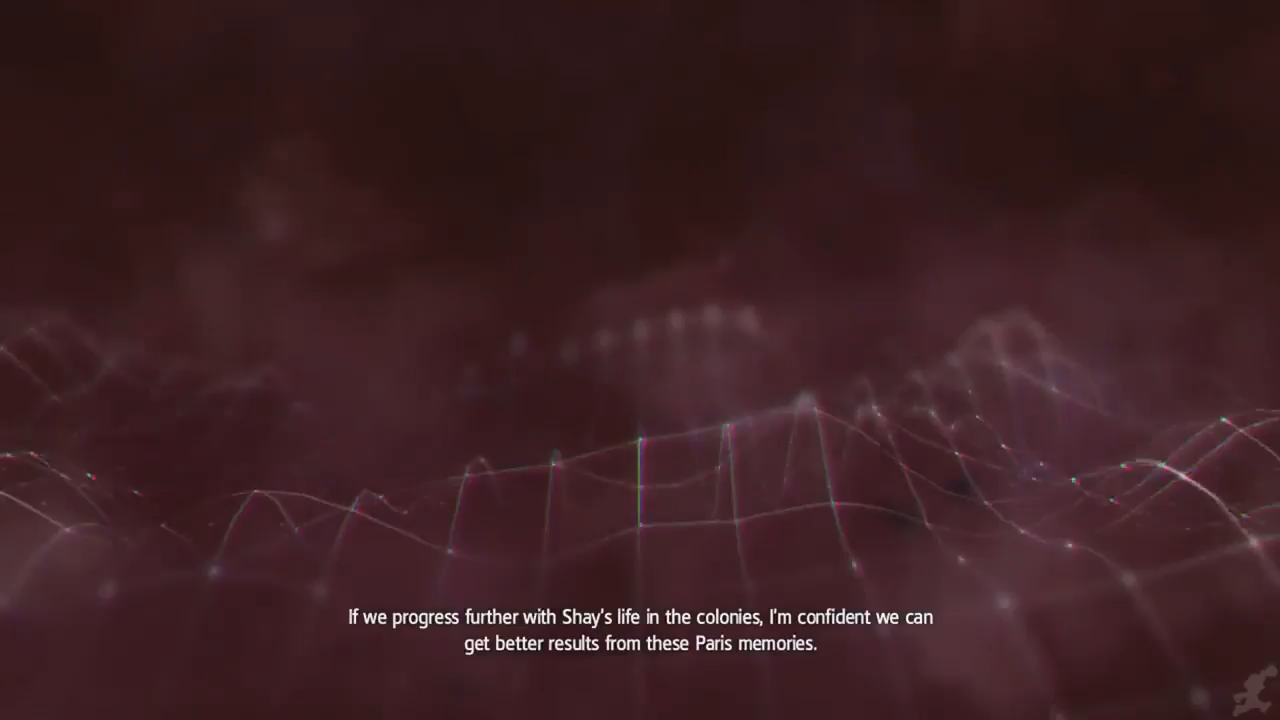 If we progress further with Shay's life in the colonies, I'm confident we can
get better results from these Paris memories.